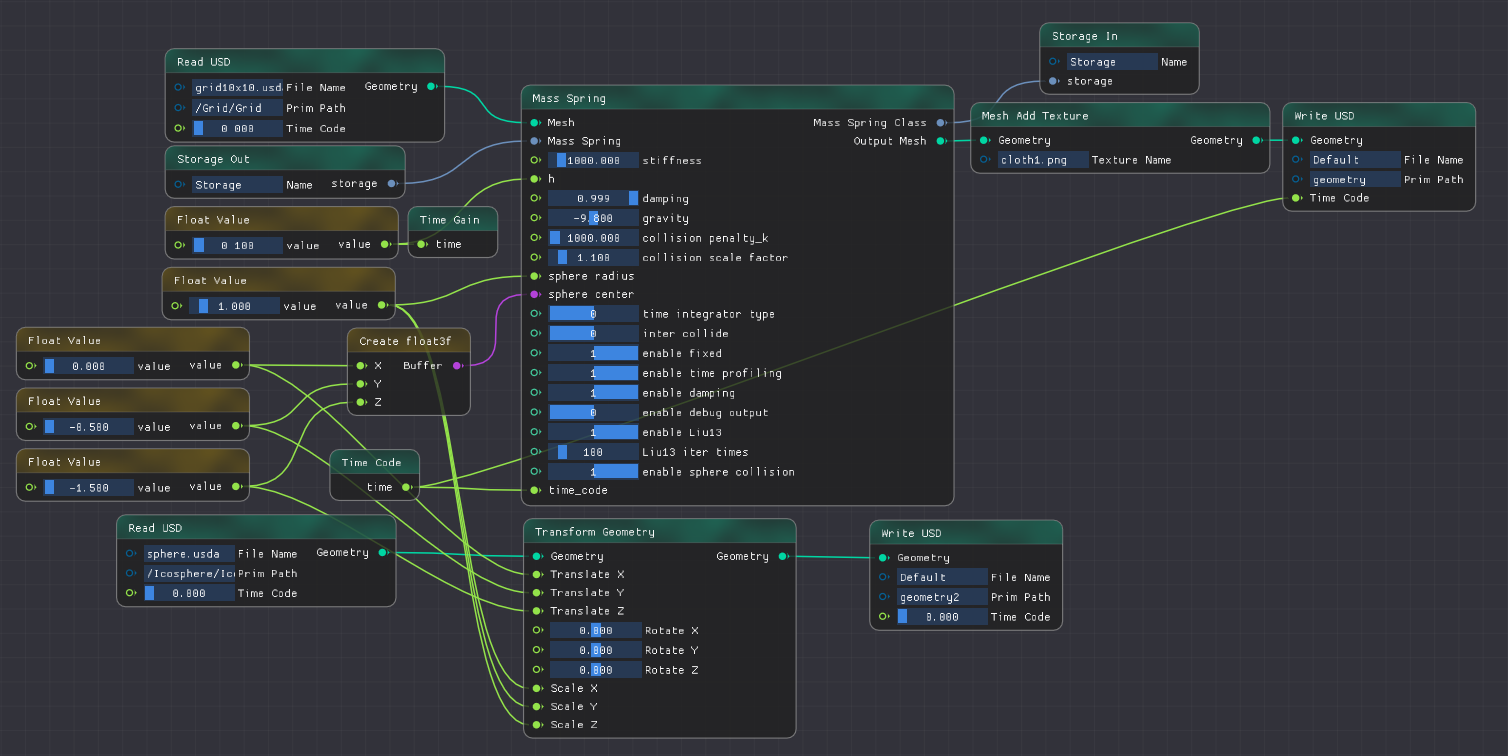 Storage In
Storage Name
storage
Read USD
grid10x10.usd File Name Geometry
/Grid/Grid Prim Path
0 000 Time Code
Storage Out
Storage Name storage
Float Value
0 100 value value
Time Gain
time
Float Value
1.000 value value
Float Value
0.000 value value
Float Value
-0.500 value value
Float Value
-1.500 value value
Create float3f
X Buffer
Y
Z
Time Code
time
Mass Spring
Mesh Mass Spring Class
Mass Spring Output Mesh
1000.000 stiffness
h
0.999 damping
-9.800 gravity
1000.000 collision penalty_k
1.100 collision scale factor
sphere radius
sphere center
0 time integrator type
0 inter collide
1 enable fixed
1 enable time profiling
1 enable damping
0 enable debug output
1 enable Liu13
100 Liu13 iter times
1 enable sphere collision
time_code
Mesh Add Texture
Geometry Geometry
cloth1.png Texture Name
Write USD
Geometry
Default File Name
geometry Prim Path
Time Code
Read USD
sphere.usda File Name Geometry
/Icosphere/Ico Prim Path
0.000 Time Code
Transform Geometry
Geometry Geometry
Translate X
Translate Y
Translate Z
0.000 Rotate X
0.000 Rotate Y
0.000 Rotate Z
Scale X
Scale Y
Scale Z
Write USD
Geometry
Default File Name
geometry2 Prim Path
0.000 Time Code